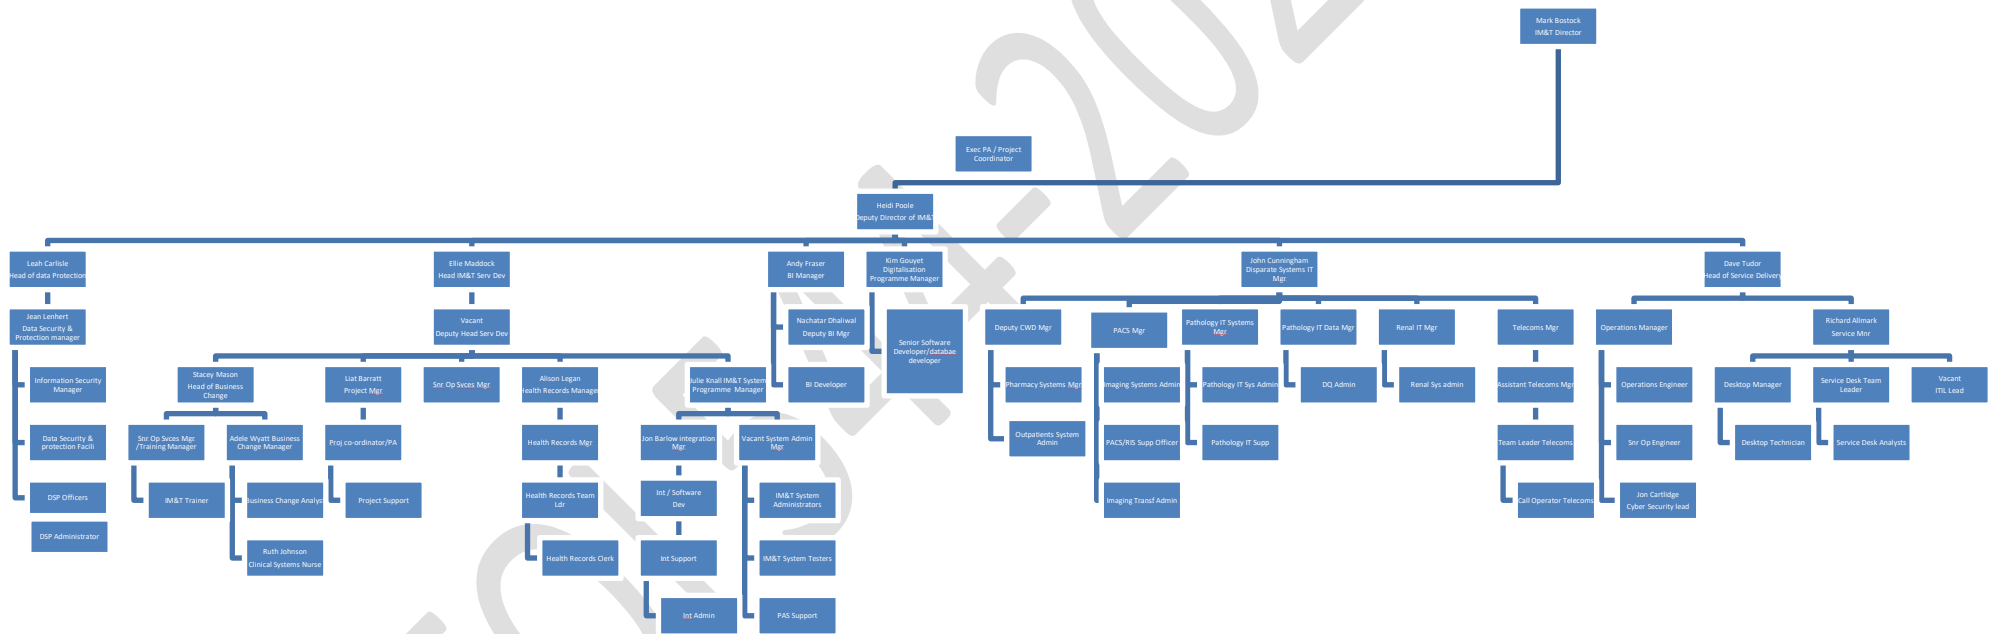 Mark Bostock
IM&T Director
Exec PA / Project
Coordinator
Heidi Poole
Deputy Director of IM&T
Leah Carlisle
Head of data Protection
Ellie Maddock
Head IM&T Serv Dev
Andy Fraser
BI Manager
Kim Gouyet
Digitalisation
Programme Manager
John Cunningham
Disparate Systems IT
Mgr
Dave Tudor
Head of Service Delivery
Jean Lenhert
Data Security &
Protection manager
Vacant
Deputy Head Serv Dev
Nachatar Dhaliwal
Deputy BI Mgr
Senior Software
Developer/databae
developer
Deputy CWD Mgr
PACS Mgr
Pathology IT Systems
Mgr
Pathology IT Data Mgr
Renal IT Mgr
Telecoms Mgr
Operations Manager
Richard Allmark
Service Mnr
Information Security
Manager
Stacey Mason
Head of Business
Change
Liat Barratt
Project Mgr
Snr Op Svces Mgr
Alison Legan
Health Records Manager
Julie Knall IM&T System
Programme Manager
BI Developer
Pharmacy Systems Mgr
Imaging Systems Admin
Pathology IT Sys Admin
DQ Admin
Renal Sys admin
Assistant Telecoms Mgr
Operations Engineer
Desktop Manager
Service Desk Team
Leader
Vacant
ITIL Lead
Data Security &
protection Facili
Snr Op Svces Mgr
/Training Manager
Adele Wyatt Business
Change Manager
Proj co-ordinator/PA
Health Records Mgr
Jon Barlow integration
Mgr
Vacant System Admin
Mgr
Outpatients System
Admin
PACS/RIS Supp Officer
Pathology IT Supp
Team Leader Telecoms
Snr Op Engineer
Desktop Technician
Service Desk Analysts
DSP Officers
IM&T Trainer
Business Change Analys
Project Support
Health Records Team
Ldr
Int / Software
Dev
IM&T System
Administrators
Imaging Transf Admin
Call Operator Telecoms
Jon Cartlidge
Cyber Security lead
DSP Administrator
Ruth Johnson
Clinical Systems Nurse
Health Records Clerk
Int Support
IM&T System Testers
Int Admin
PAS Support